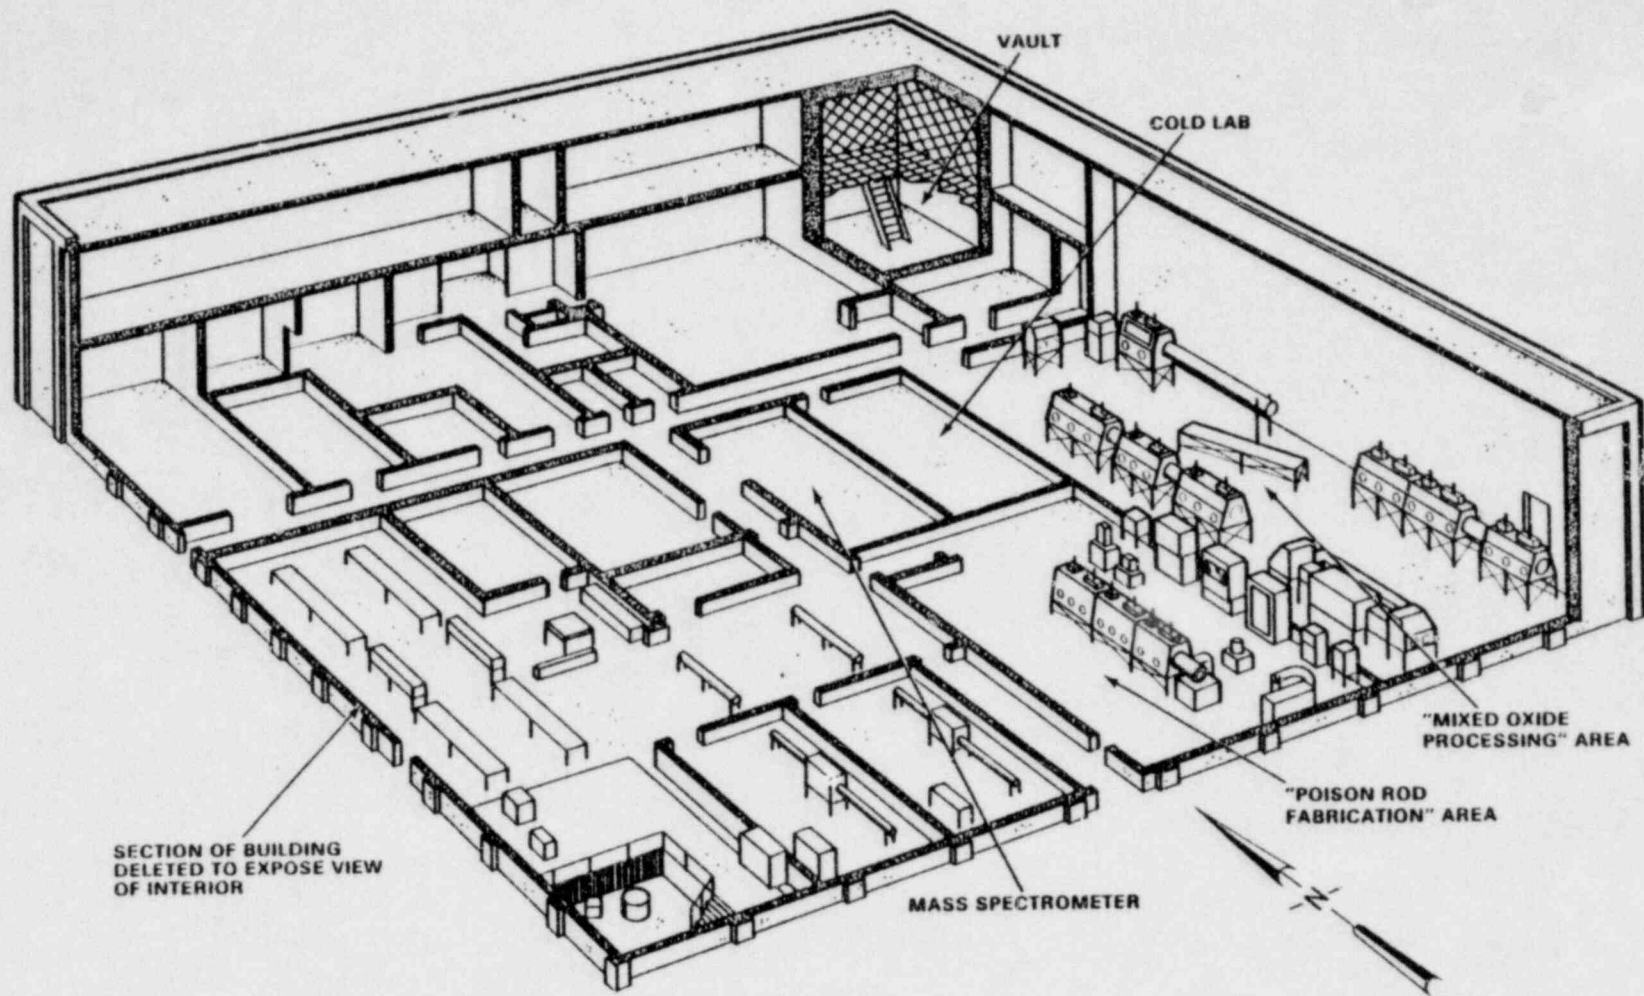 VAULT
COLD LAB
"MIXED OXIDE
PROCESSING" AREA
"POISON ROD
FABRICATION" AREA
SECTION OF BUILDING
DELETED TO EXPOSE VIEW
OF INTERIOR
MASS SPECTROMETER
N